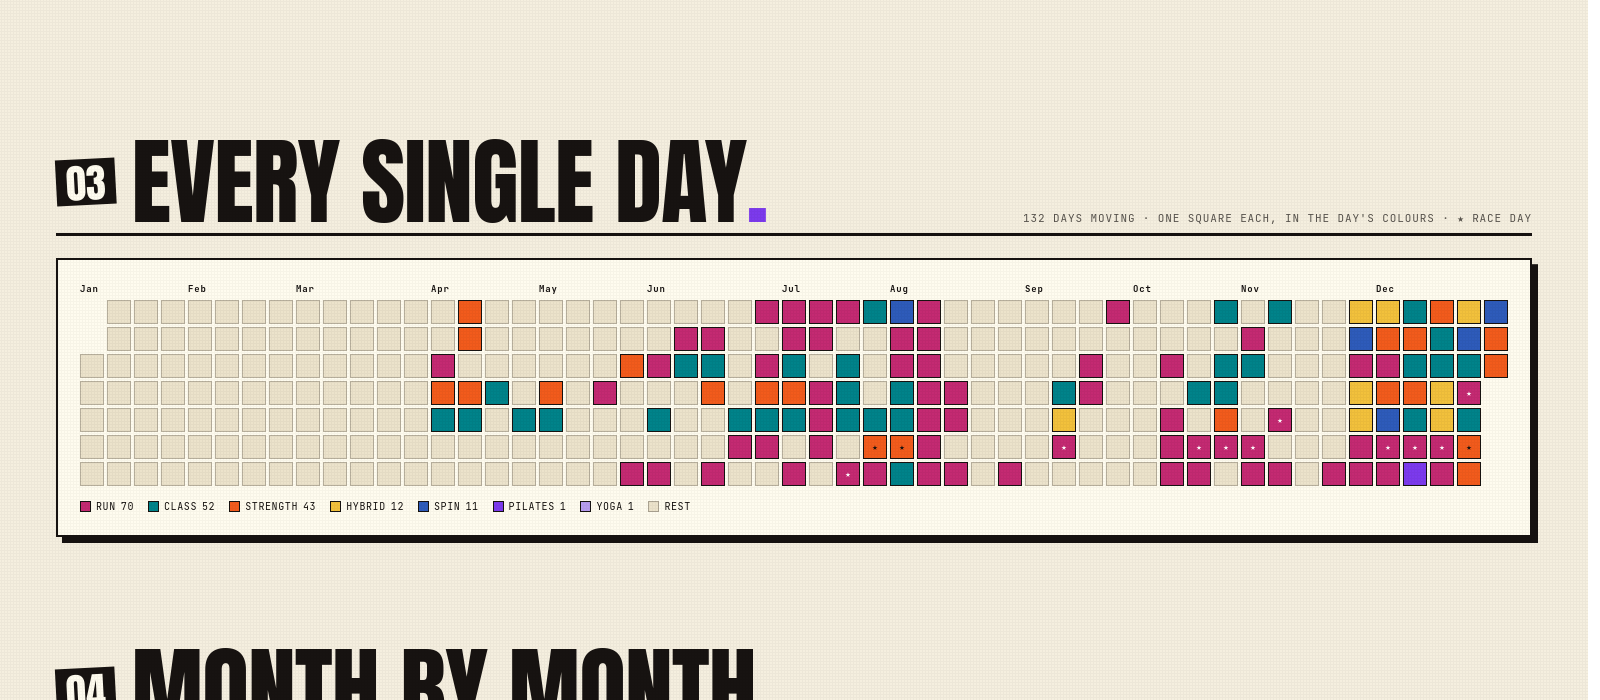 03 EVERY SINGLE DAY.
132 DAYS MOVING · ONE SQUARE EACH, IN THE DAY'S COLOURS · ★ RACE DAY
Jan Feb Mar Apr May Jun Jul Aug Sep Oct Nov Dec
RUN 70 CLASS 52 STRENGTH 43 HYBRID 12 SPIN 11 PILATES 1 YOGA 1 REST
04 MONTH BY MONTH